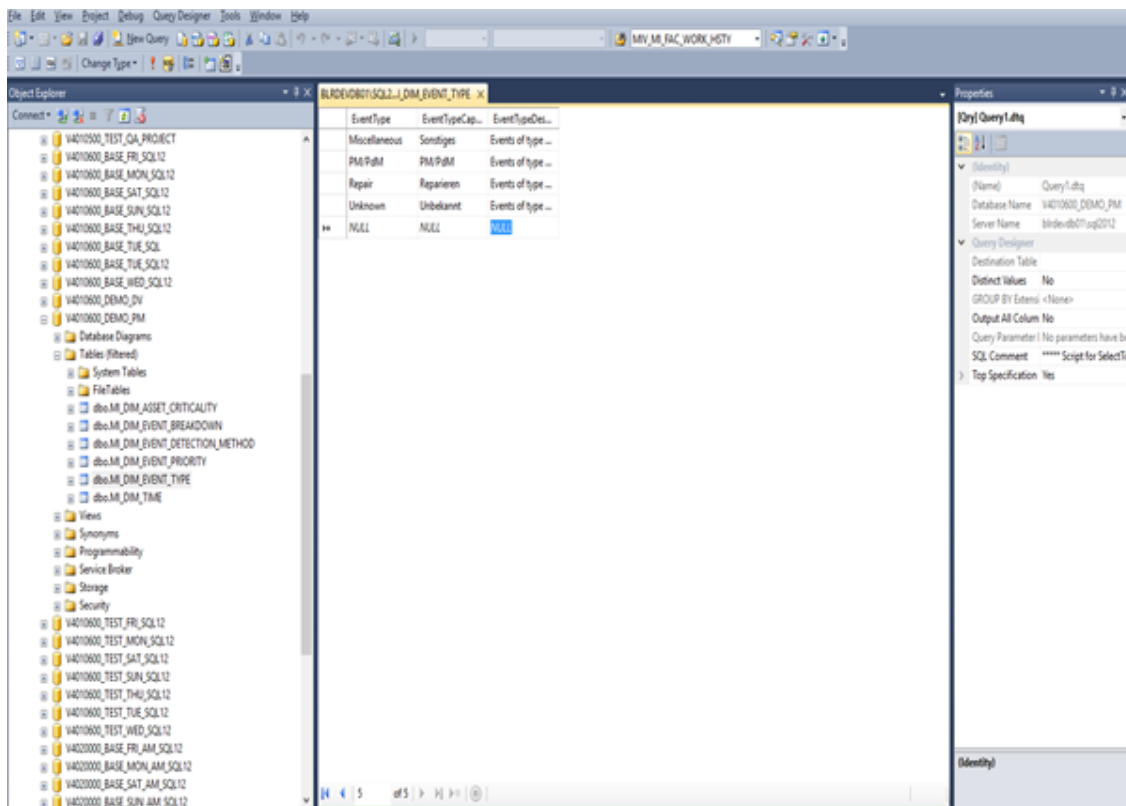 File Edit View Project Debug Query Designer Tools Window Help
New Query MIV_MI_FAC_WORK_HSTY
Change Type
Object Explorer
Connect
V4010500_TEST_QA_PROJECT
V4010600_BASE_FRI_SQL12
V4010600_BASE_MON_SQL12
V4010600_BASE_SAT_SQL12
V4010600_BASE_SUN_SQL12
V4010600_BASE_THU_SQL12
V4010600_BASE_TUE_SQL
V4010600_BASE_TUE_SQL12
V4010600_BASE_WED_SQL12
V4010600_DEMO_DV
V4010600_DEMO_PM
Database Diagrams
Tables (filtered)
System Tables
FileTables
dbo.MI_DIM_ASSET_CRITICALITY
dbo.MI_DIM_EVENT_BREAKDOWN
dbo.MI_DIM_EVENT_DETECTION_METHOD
dbo.MI_DIM_EVENT_PRIORITY
dbo.MI_DIM_EVENT_TYPE
dbo.MI_DIM_TIME
Views
Synonyms
Programmability
Service Broker
Storage
Security
V4010600_TEST_FRI_SQL12
V4010600_TEST_MON_SQL12
V4010600_TEST_SAT_SQL12
V4010600_TEST_SUN_SQL12
V4010600_TEST_THU_SQL12
V4010600_TEST_TUE_SQL12
V4010600_TEST_WED_SQL12
V4020000_BASE_FRI_AM_SQL12
V4020000_BASE_MON_AM_SQL12
V4020000_BASE_SAT_AM_SQL12
V4020000_BASE_SUN_AM_SQL12
BLRDEVDB01\SQL2...I_DIM_EVENT_TYPE
EventType EventTypeCap... EventTypeDes...
Miscellaneous Sonstiges Events of type ...
PM/PdM PM/PdM Events of type ...
Repair Reparieren Events of type ...
Unknown Unbekannt Events of type ...
NULL NULL NULL
5 of 5
Properties
[Qry] Query1.dtq
(Identity)
(Name) Query1.dtq
Database Name V4010600_DEMO_PM
Server Name blrdevdb01\sql2012
Query Designer
Destination Table
Distinct Values No
GROUP BY Extensi <None>
Output All Colum No
Query Parameter l No parameters have be
SQL Comment ***** Script for SelectTo
Top Specification Yes
(Identity)